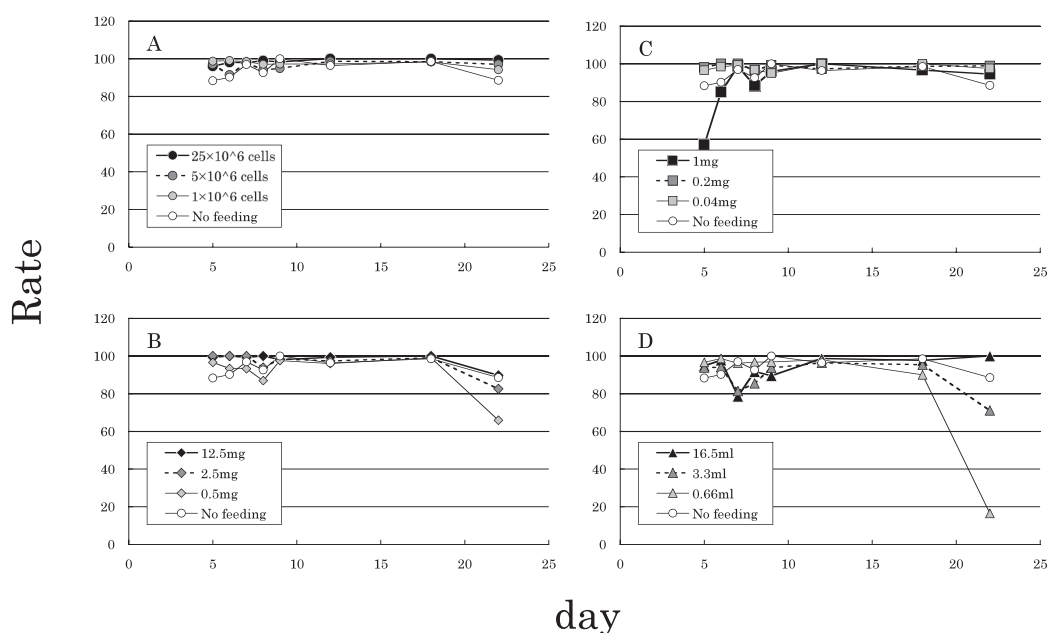 Rate
A
120
100
80
60
40
20
0
25×10^6 cells
5×10^6 cells
1×10^6 cells
No feeding
0 5 10 15 20 25
C
120
100
80
60
40
20
0
1mg
0.2mg
0.04mg
No feeding
0 5 10 15 20 25
B
120
100
80
60
40
20
0
12.5mg
2.5mg
0.5mg
No feeding
0 5 10 15 20 25
D
120
100
80
60
40
20
0
16.5ml
3.3ml
0.66ml
No feeding
0 5 10 15 20 25
day